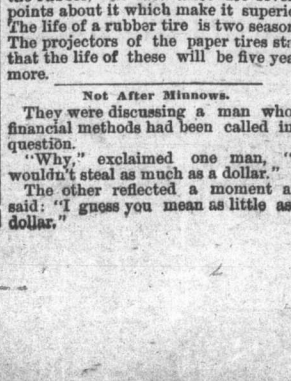 points about it which make it superio
The life of a rubber tire is two season
The projectors of the paper tires sta
that the life of these will be five yea
more.
Not After Minnows.
They were discussing a man who
financial methods had been called in
question.
"Why," exclaimed one man, "
wouldn't steal as much as a dollar."
The other reflected a moment a
said: "I guess you mean as little as
dollar."